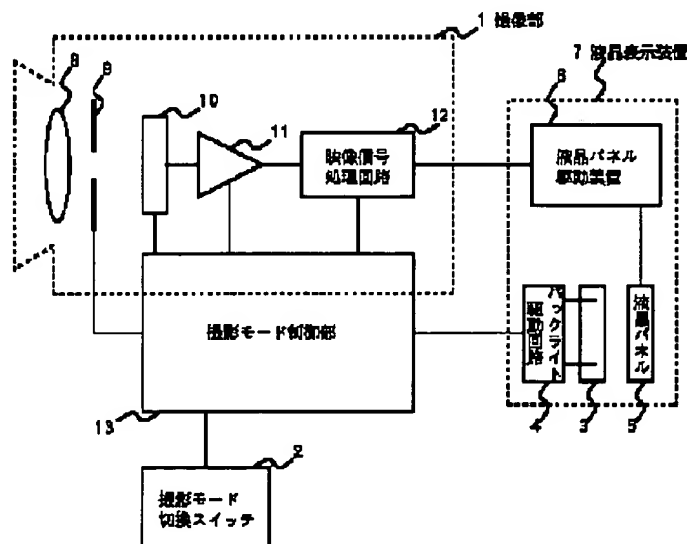 1 撮像部
7 液晶表示装置
8
9
10
11
12
6
映像信号
処理回路
液晶パネル
駆動装置
撮影モード制御部
バックライト
駆動回路
液晶パネル
13
4
3
5
2
撮影モード
切換スイッチ